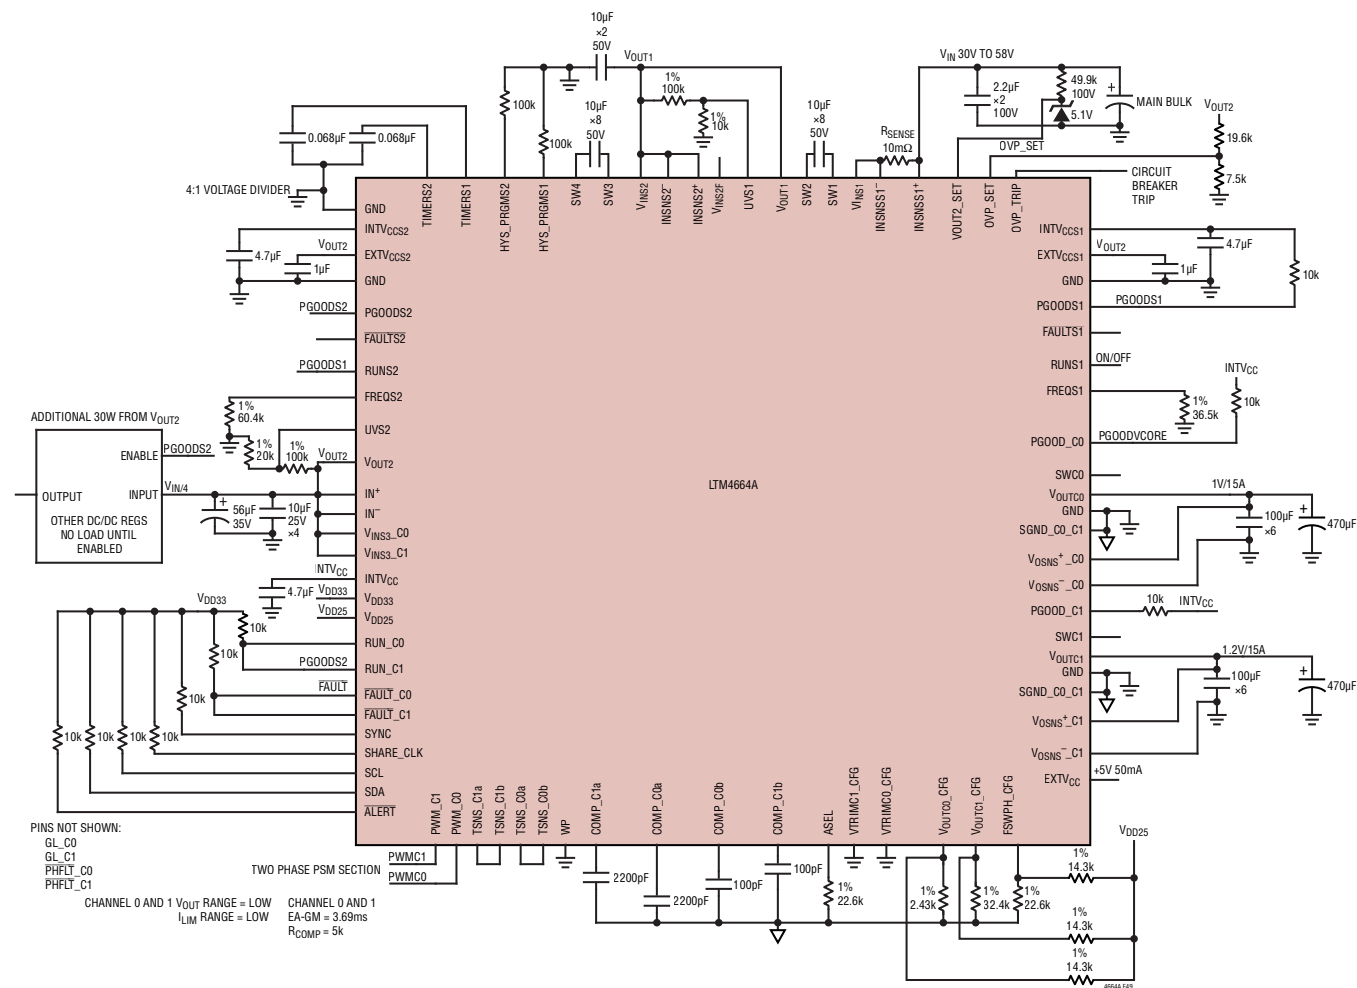 10µF
×2
50V
VOUT1
VIN 30V TO 58V
1%
100k
1%
10k
100k
100k
10µF
×8
50V
10µF
×8
50V
2.2µF
×2
100V
49.9k
100V
5.1V
+
MAIN BULK
VOUT2
19.6k
7.5k
OVP_SET
RSENSE
10mΩ
CIRCUIT
BREAKER
TRIP
0.068µF
0.068µF
4:1 VOLTAGE DIVIDER
TIMERS2
TIMERS1
HYS_PRGMS2
HYS_PRGMS1
SW4
SW3
VINS2
INSNS2–
INSNS2+
VINS2F
UVS1
VOUT1
SW2
SW1
VINS1
INSNSS1–
INSNSS1+
VOUT2_SET
OVP_SET
OVP_TRIP
GND
INTVCCS2
4.7µF
VOUT2
EXTVCCS2
1µF
GND
PGOODS2
PGOODS2
FAULTS2
PGOODS1
RUNS2
FREQS2
1%
60.4k
UVS2
1%
20k
1%
100k
VOUT2
VOUT2
ADDITIONAL 30W FROM VOUT2
ENABLE
PGOODS2
OUTPUT
INPUT
VIN/4
OTHER DC/DC REGS
NO LOAD UNTIL
ENABLED
+
56µF
35V
10µF
25V
×4
IN+
IN–
VINS3_C0
VINS3_C1
INTVCC
INTVCC
4.7µF
VDD33
VDD33
VDD25
VDD25
VDD33
10k
10k
10k
10k
10k
10k
10k
RUN_C0
PGOODS2
RUN_C1
FAULT
FAULT_C0
FAULT_C1
SYNC
SHARE_CLK
SCL
SDA
ALERT
LTM4664A
INTVCCS1
4.7µF
VOUT2
EXTVCCS1
1µF
10k
GND
PGOODS1
PGOODS1
FAULTS1
RUNS1
ON/OFF
FREQS1
1%
36.5k
INTVCC
10k
PGOOD_C0
PGOODVCORE
SWC0
VOUTC0
1V/15A
GND
SGND_C0_C1
100µF
×6
+
470µF
VOSNS+_C0
VOSNS–_C0
PGOOD_C1
10k
INTVCC
SWC1
VOUTC1
1.2V/15A
GND
SGND_C0_C1
100µF
×6
+
470µF
VOSNS+_C1
VOSNS–_C1
EXTVCC
+5V 50mA
PWM_C1
PWM_C0
TSNS_C1a
TSNS_C1b
TSNS_C0a
TSNS_C0b
WP
COMP_C1a
COMP_C0a
COMP_C0b
COMP_C1b
ASEL
VTRIMC1_CFG
VTRIMC0_CFG
VOUTC0_CFG
VOUTC1_CFG
FSWPH_CFG
PINS NOT SHOWN:
GL_C0
GL_C1
PHFLT_C0
PHFLT_C1
TWO PHASE PSM SECTION
PWMC1
PWMC0
2200pF
2200pF
100pF
100pF
1%
22.6k
1%
2.43k
1%
32.4k
1%
22.6k
VDD25
1%
14.3k
1%
14.3k
1%
14.3k
CHANNEL 0 AND 1 VOUT RANGE = LOW
ILIM RANGE = LOW
CHANNEL 0 AND 1
EA-GM = 3.69ms
RCOMP = 5k
4664A F49